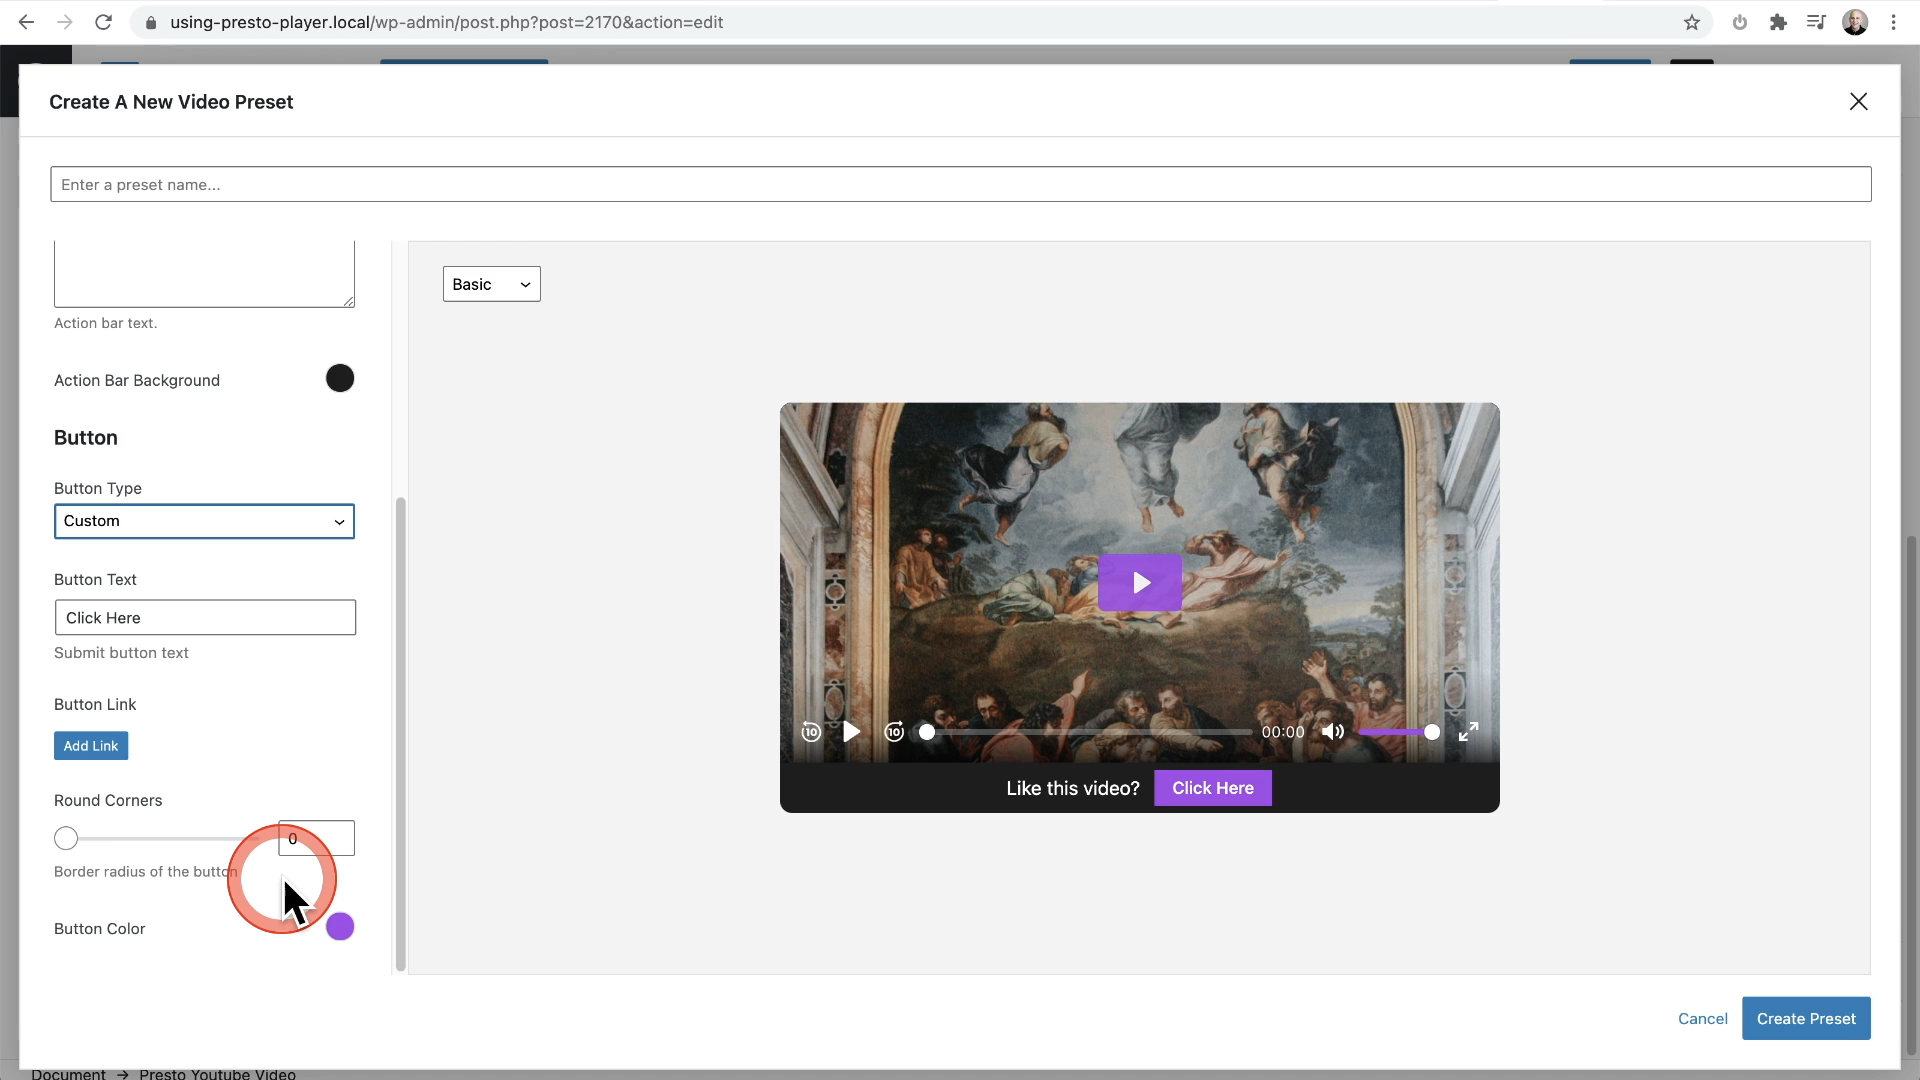 using-presto-player.local/wp-admin/post.php?post=2170&action=edit
Create A New Video Preset
Enter a preset name...
Basic
Action bar text.
Action Bar Background
Button
Button Type
Custom
Button Text
Click Here
Submit button text
Button Link
Add Link
Round Corners
0
Border radius of the button
Button Color
10
10
00:00
Like this video?
Click Here
Cancel
Create Preset
Document → Presto Youtube Video